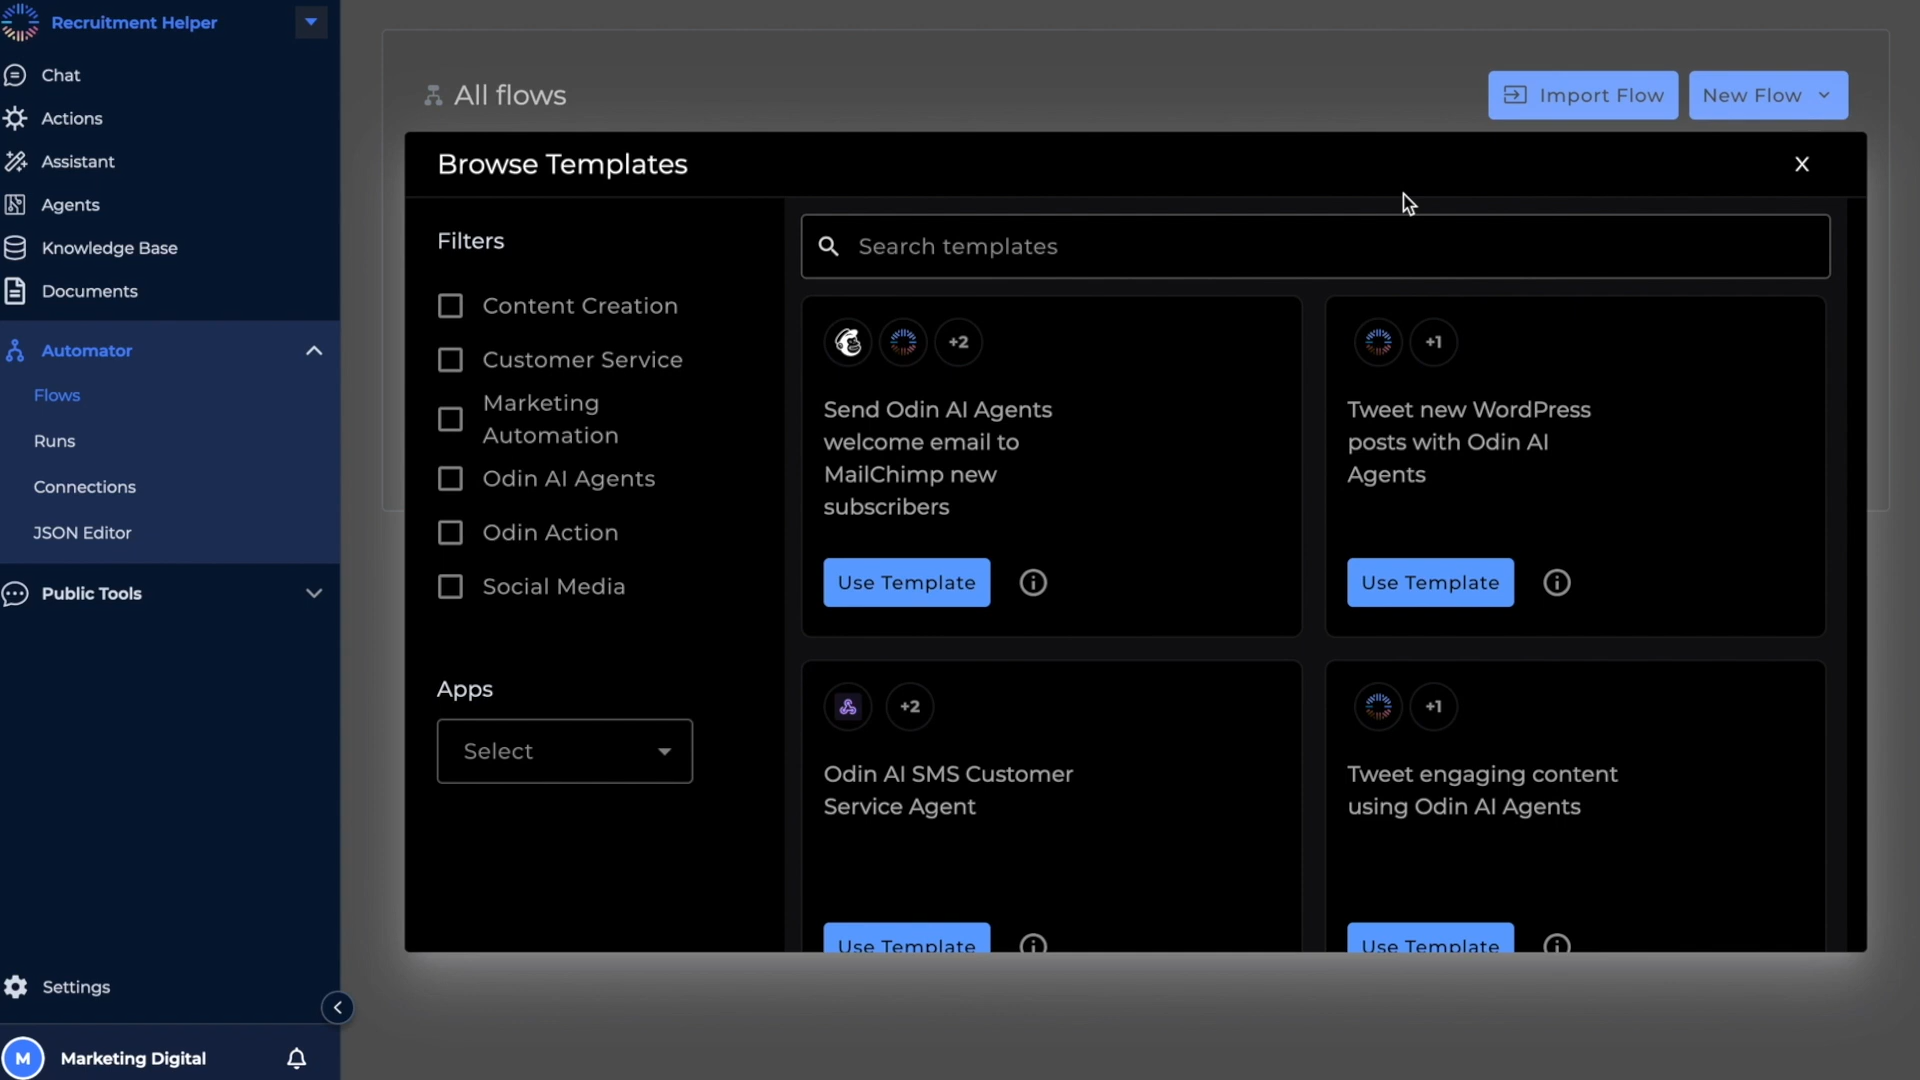 Recruitment Helper
Chat
Actions
Assistant
Agents
Knowledge Base
Documents
Automator
Flows
Runs
Connections
JSON Editor
Public Tools
Settings
M
Marketing Digital
All flows
Import Flow
New Flow
Browse Templates
X
Filters
Content Creation
Customer Service
Marketing
Automation
Odin AI Agents
Odin Action
Social Media
Apps
Select
Search templates
+2
Send Odin AI Agents
welcome email to
MailChimp new
subscribers
Use Template
+1
Tweet new WordPress
posts with Odin AI
Agents
Use Template
+2
Odin AI SMS Customer
Service Agent
Use Template
+1
Tweet engaging content
using Odin AI Agents
Use Template